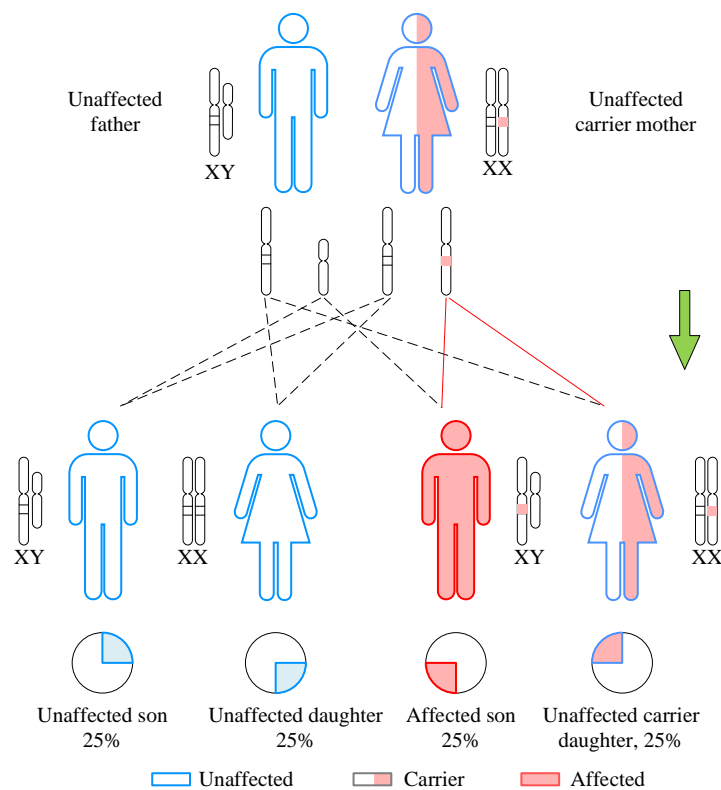 Unaffected
father
XY
Unaffected
carrier mother
XX
XY
XX
XY
XX
Unaffected son
25%
Unaffected daughter
25%
Affected son
25%
Unaffected carrier
daughter, 25%
Unaffected
Carrier
Affected